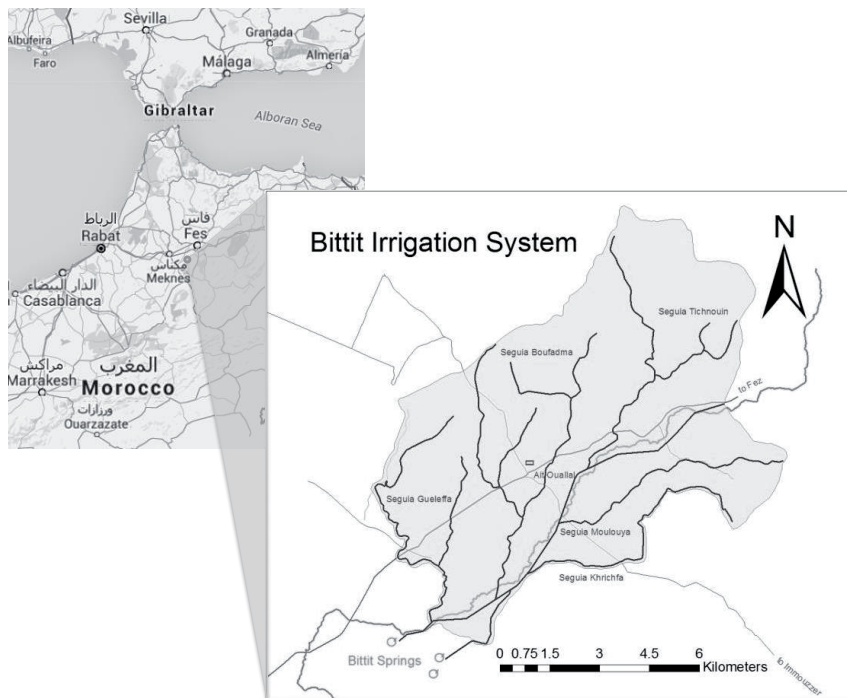 Sevilla
Albufeira
Faro
Granada
Málaga
Almería
Gibraltar
Alboran Sea
الرباط
Rabat
فاس
Fes
مكناس
Meknes
الدار البيضاء
Casablanca
مراكش
Marrakesh
المغرب
Morocco
ورزازات
Ouarzazate
Bittit Irrigation System
N
Seguia Tichnouin
Seguia Boufadma
to Fez
Ait Ouallal
Seguia Gueleffa
Seguia Moulouya
Seguia Khrichfa
Bittit Springs
0 0.75 1.5 3 4.5 6
Kilometers
to Immouzzer